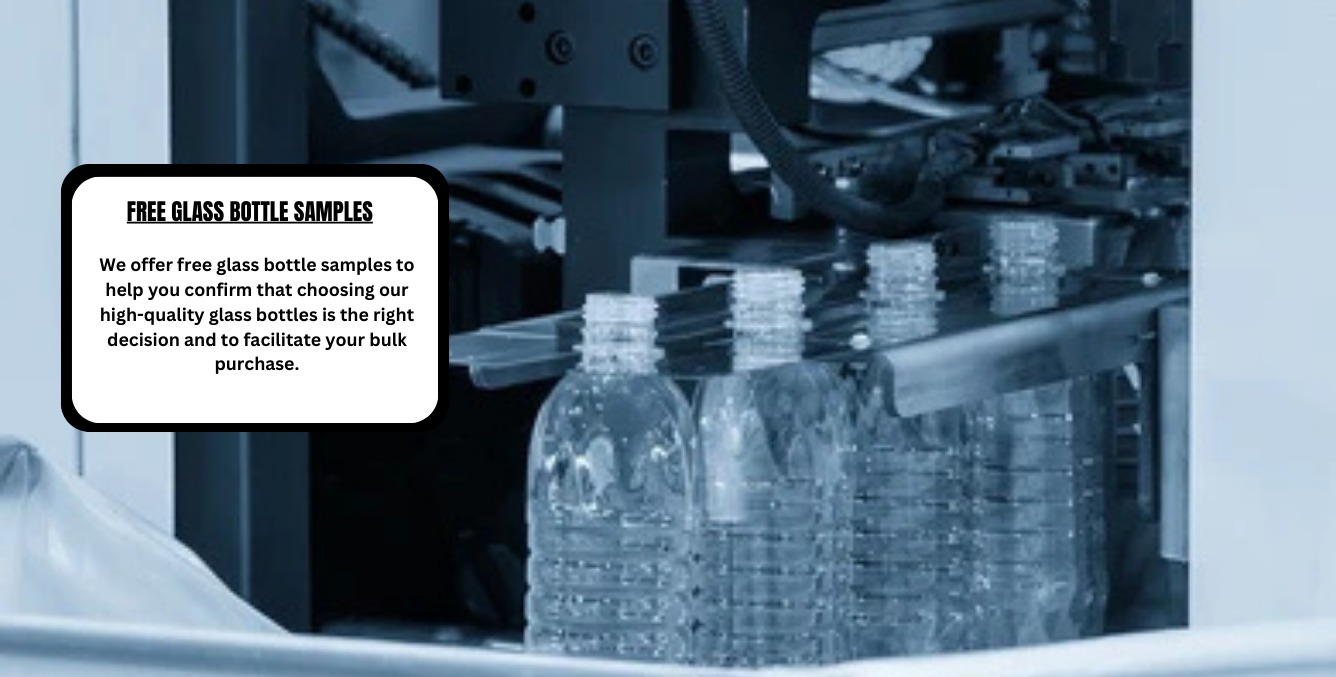 FREE GLASS BOTTLE SAMPLES
We offer free glass bottle samples to
help you confirm that choosing our
high-quality glass bottles is the right
decision and to facilitate your bulk
purchase.